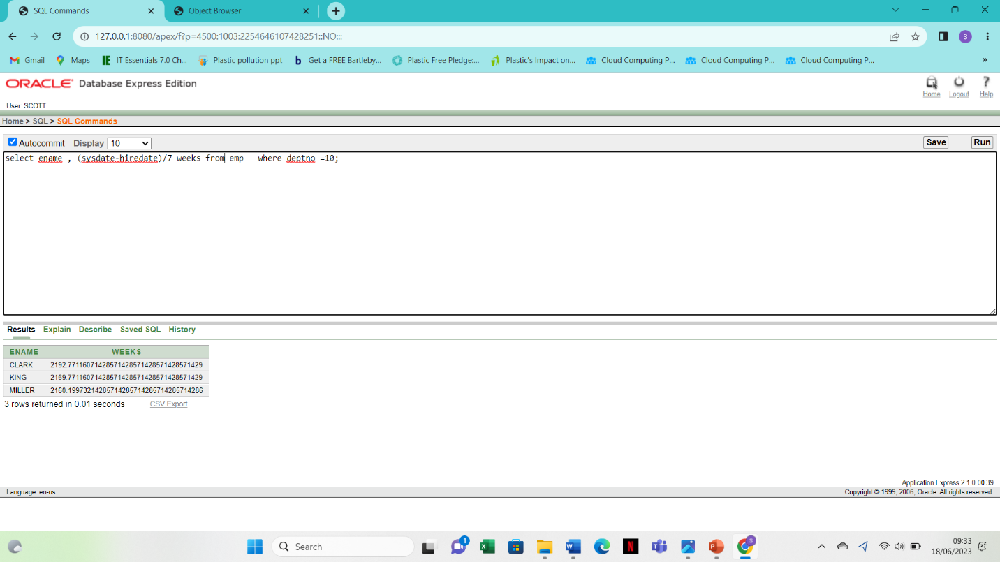 SQL Commands
Object Browser
127.0.0.1:8080/apex/f?p=4500:1003:2254646107428251::NO:::
S
Gmail
Maps
IT Essentials 7.0 Ch...
Plastic pollution ppt
Get a FREE Bartleby...
Plastic Free Pledge:...
Plastic's Impact on...
Cloud Computing P...
Cloud Computing P...
Cloud Computing P...
»
ORACLE Database Express Edition
Home
Logout
Help
User: SCOTT
Home > SQL > SQL Commands
Autocommit Display 10
Save
Run
select ename , (sysdate-hiredate)/7 weeks from emp   where deptno =10;
Results Explain Describe Saved SQL History
ENAME WEEKS
CLARK 2192.77116071428571428571428571428571429
KING 2169.77116071428571428571428571428571429
MILLER 2160.19973214285714285714285714285714286
3 rows returned in 0.01 seconds
CSV Export
Application Express 2.1.0.00.39
Language: en-us
Copyright © 1999, 2006, Oracle. All rights reserved.
Search
1
S
09:33
18/06/2023